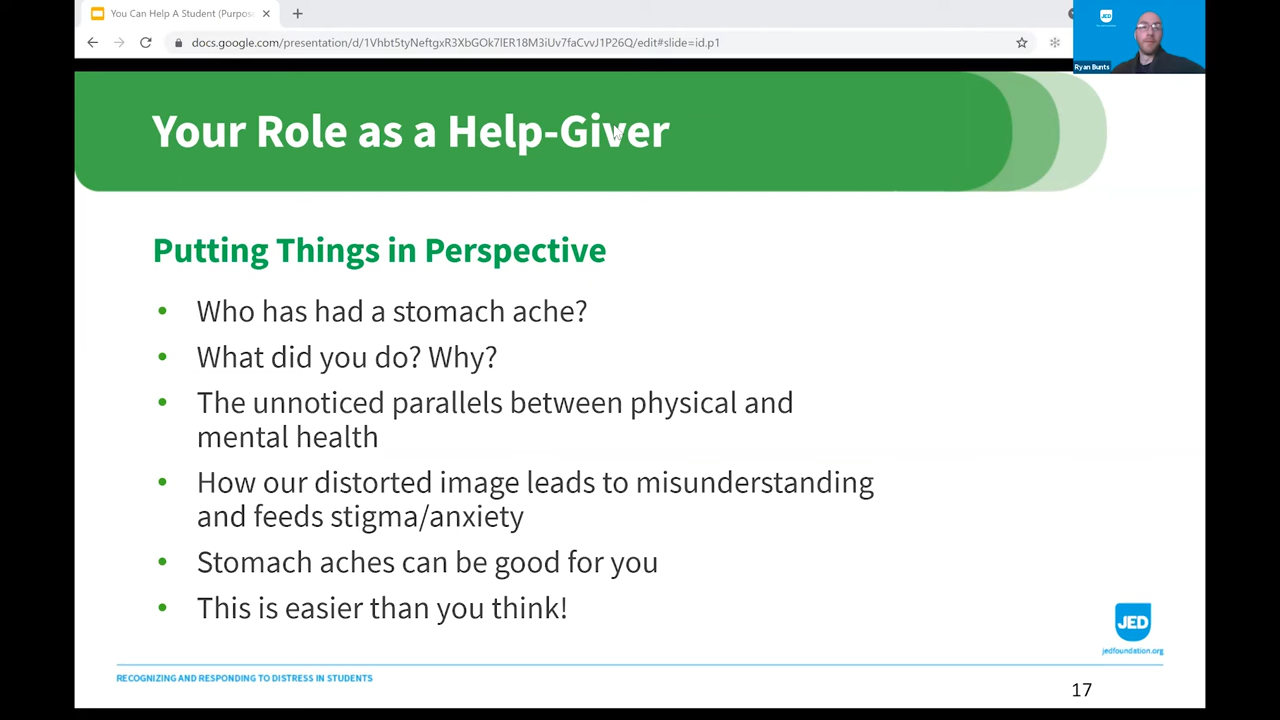 You Can Help A Student (Purpos
docs.google.com/presentation/d/1Vhbt5tyNeftgxR3XbGOk7lER18M3iUv7faCvvJ1P26Q/edit#slide=id.p1
JED
Ryan Bunts
Your Role as a Help-Giver
Putting Things in Perspective
• Who has had a stomach ache?
• What did you do? Why?
• The unnoticed parallels between physical and
mental health
• How our distorted image leads to misunderstanding
and feeds stigma/anxiety
• Stomach aches can be good for you
• This is easier than you think!
JED
jedfoundation.org
RECOGNIZING AND RESPONDING TO DISTRESS IN STUDENTS
17